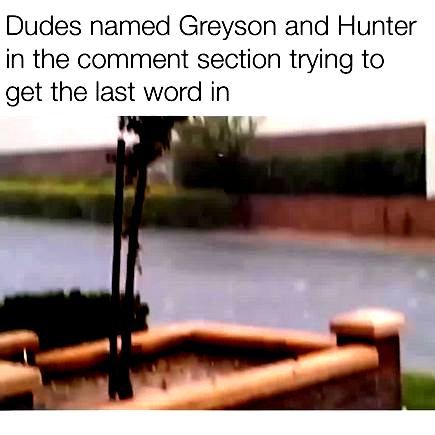 Dudes named Greyson and Hunter
in the comment section trying to
get the last word in